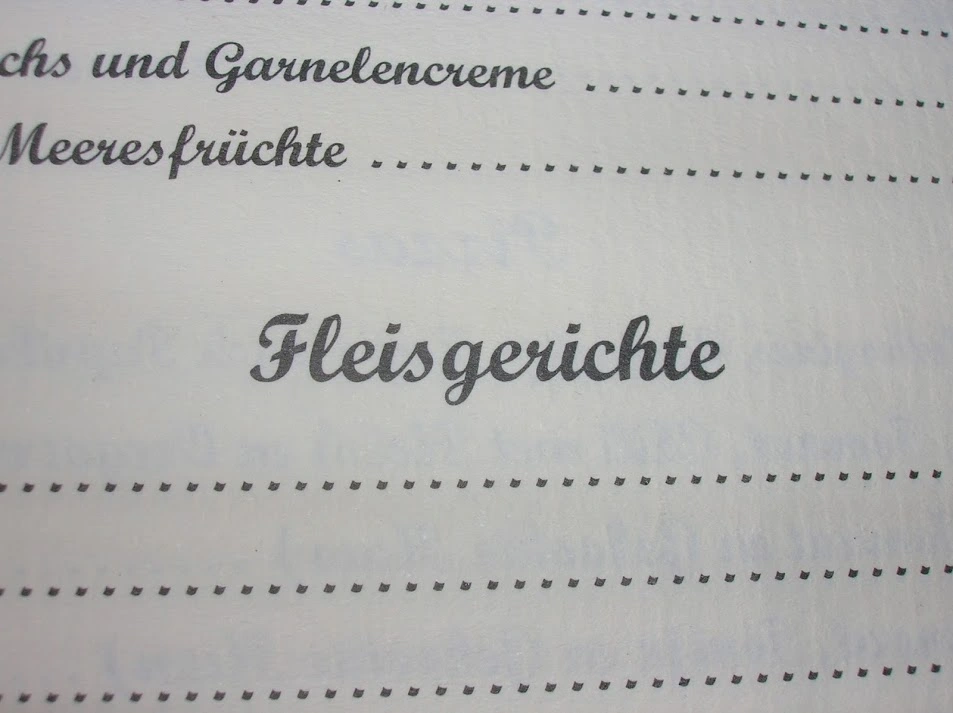 chs und Garnelencreme ........................
Meeresfrüchte ........................
Fleisgerichte